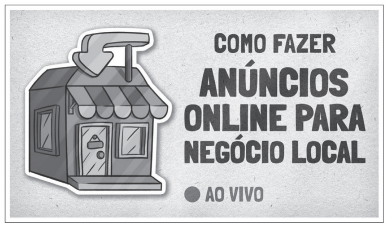 COMO FAZER
ANÚNCIOS
ONLINE PARA
NEGÓCIO LOCAL
AO VIVO